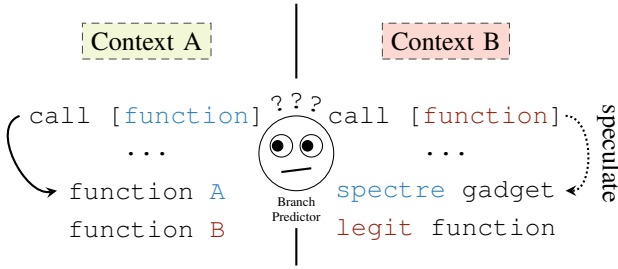 Context A
Context B
? ? ?
call [function]
call [function]
...
...
speculate
function A
spectre gadget
Branch
Predictor
function B
legit function